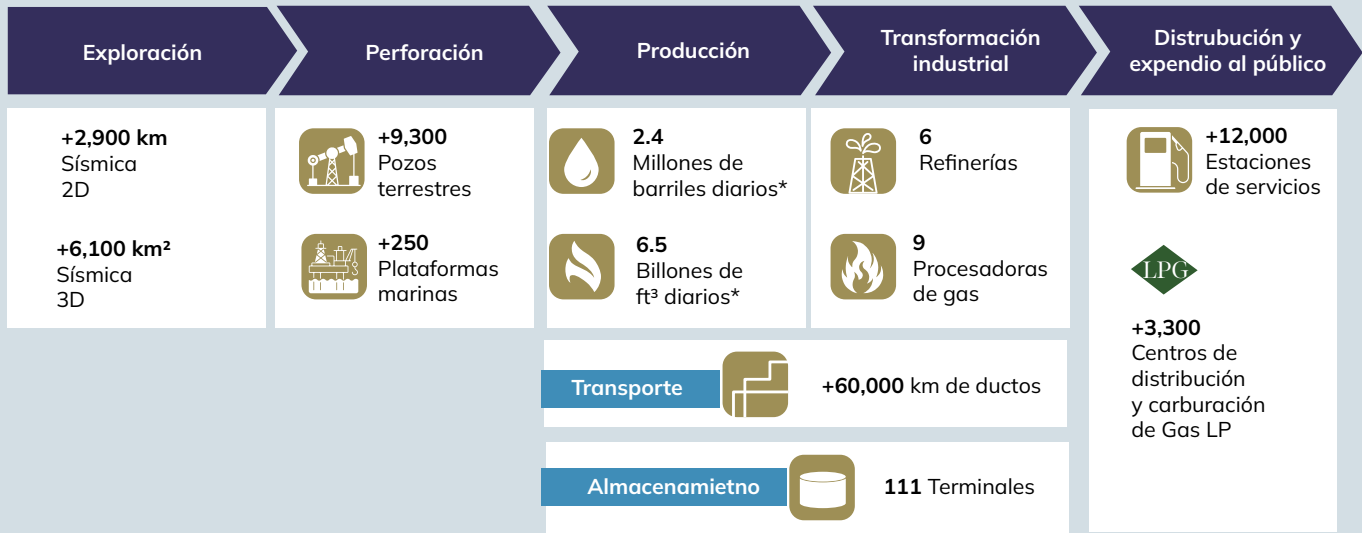 Exploración
Perforación
Producción
Transformación
industrial
Distrubución y
expendio al público
+2,900 km
Sísmica
2D
+6,100 km²
Sísmica
3D
+9,300
Pozos
terrestres
+250
Plataformas
marinas
2.4
Millones de
barriles diarios*
6.5
Billones de
ft³ diarios*
6
Refinerías
9
Procesadoras
de gas
+12,000
Estaciones
de servicios
LPG
+3,300
Centros de
distribución
y carburación
de Gas LP
Transporte
+60,000 km de ductos
Almacenamietno
111 Terminales